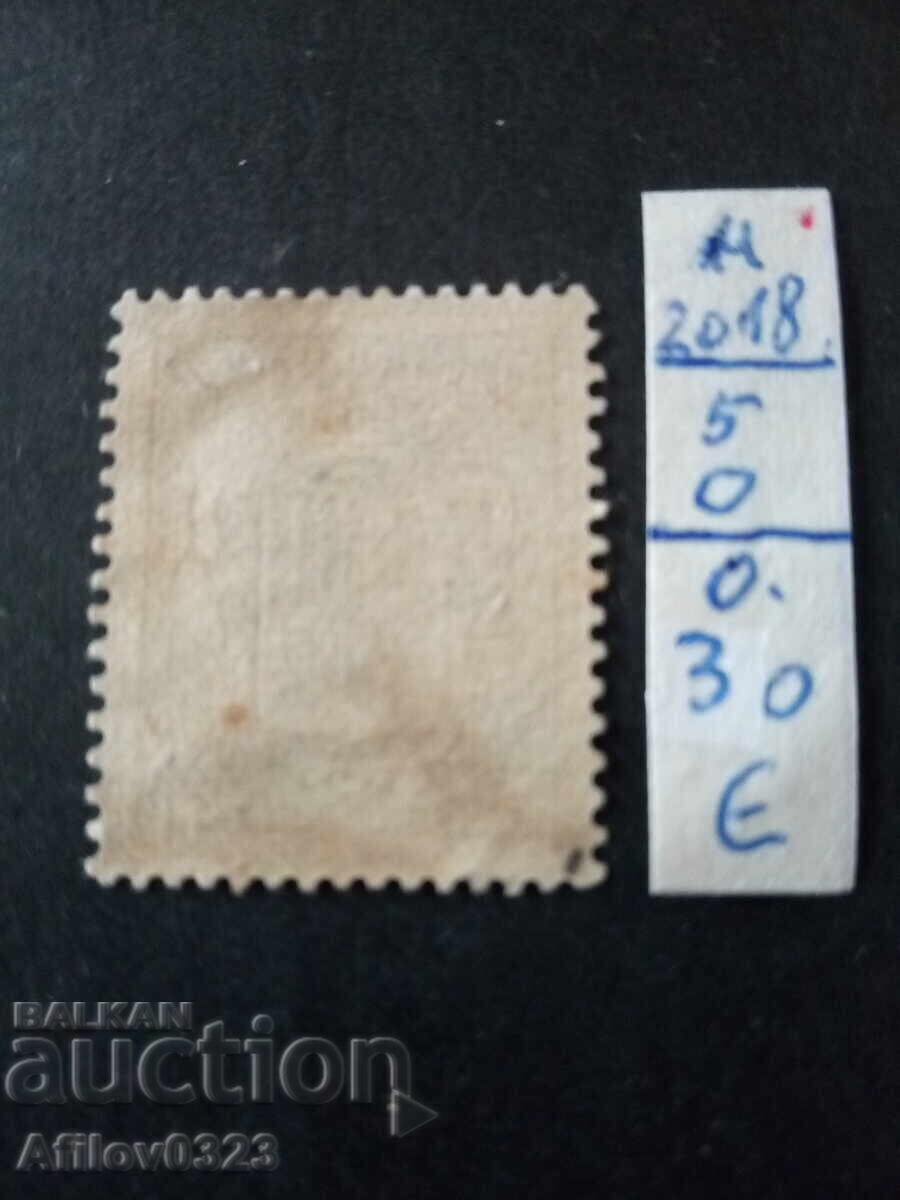 M
2018.
5
0
0.
30
€
BALKAN
auction
Afilov0323